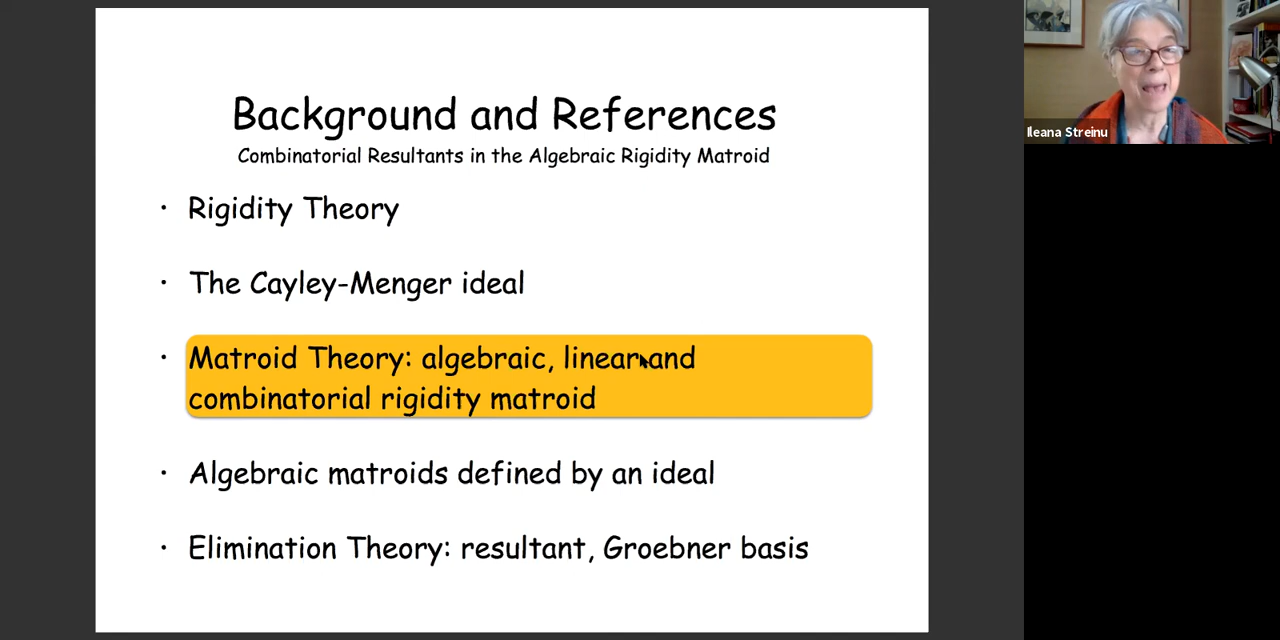 Background and References
Combinatorial Resultants in the Algebraic Rigidity Matroid
• Rigidity Theory
• The Cayley-Menger ideal
• Matroid Theory: algebraic, linear and
combinatorial rigidity matroid
• Algebraic matroids defined by an ideal
• Elimination Theory: resultant, Groebner basis
Ileana Streinu